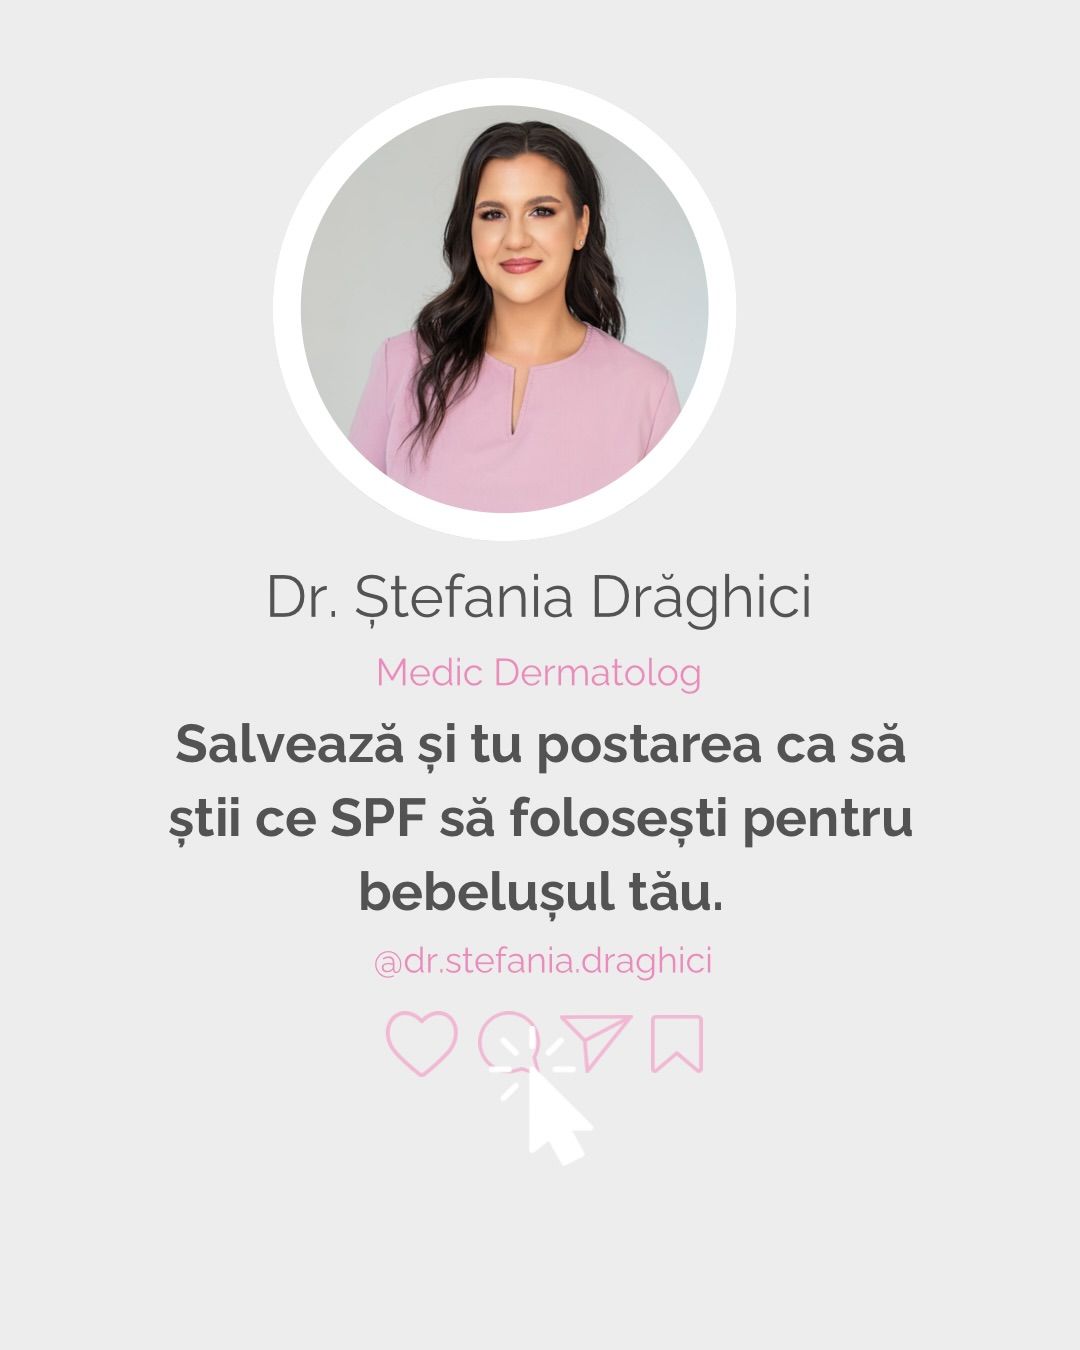 Dr. Ștefania Drăghici
Medic Dermatolog
Salvează și tu postarea ca să
știi ce SPF să folosești pentru
bebelușul tău.
@dr.stefania.draghici